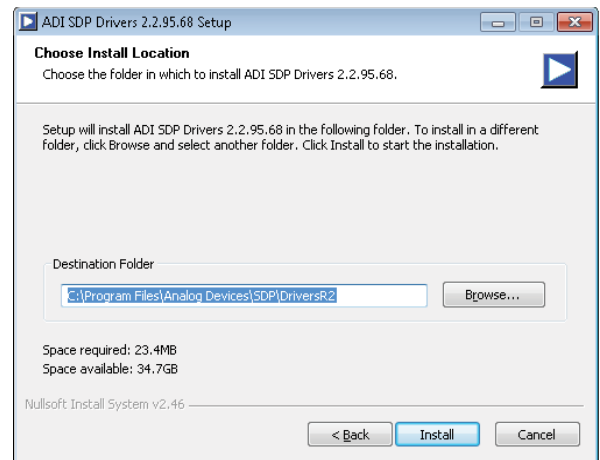 ADI SDP Drivers 2.2.95.68 Setup
Choose Install Location
Choose the folder in which to install ADI SDP Drivers 2.2.95.68.
Setup will install ADI SDP Drivers 2.2.95.68 in the following folder. To install in a different
folder, click Browse and select another folder. Click Install to start the installation.
Destination Folder
C:\Program Files\Analog Devices\SDP\DriversR2
Browse...
Space required: 23.4MB
Space available: 34.7GB
Nullsoft Install System v2.46
< Back Install Cancel